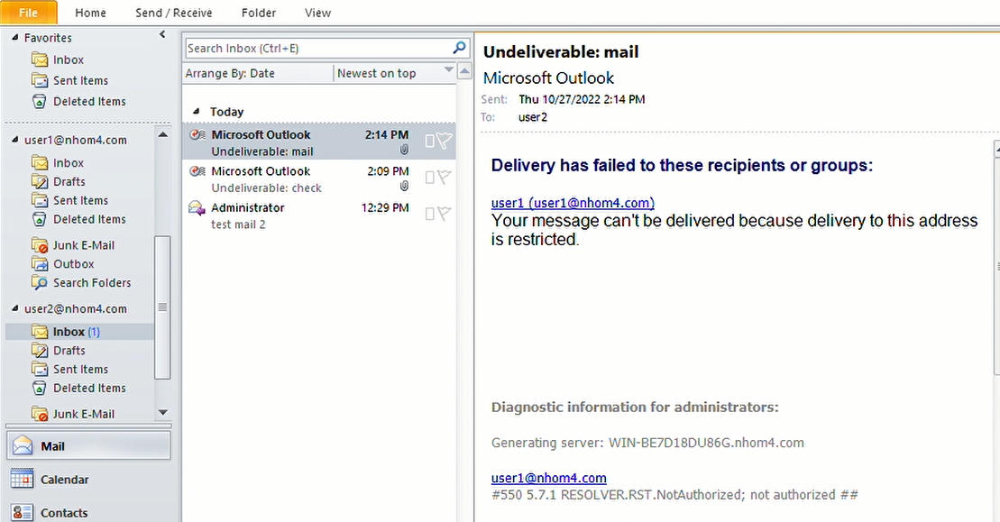 File Home Send / Receive Folder View
Favorites
Inbox
Sent Items
Deleted Items
user1@nhom4.com
Inbox
Drafts
Sent Items
Deleted Items
Junk E-Mail
Outbox
Search Folders
user2@nhom4.com
Inbox (1)
Drafts
Sent Items
Deleted Items
Junk E-Mail
Mail
Calendar
Contacts
Search Inbox (Ctrl+E)
Arrange By: Date Newest on top
Today
Microsoft Outlook 2:14 PM
Undeliverable: mail
Microsoft Outlook 2:09 PM
Undeliverable: check
Administrator 12:29 PM
test mail 2
Undeliverable: mail
Microsoft Outlook
Sent: Thu 10/27/2022 2:14 PM
To: user2
Delivery has failed to these recipients or groups:
user1 (user1@nhom4.com)
Your message can't be delivered because delivery to this address
is restricted.
Diagnostic information for administrators:
Generating server: WIN-BE7D18DU86G.nhom4.com
user1@nhom4.com
#550 5.7.1 RESOLVER.RST.NotAuthorized; not authorized ##